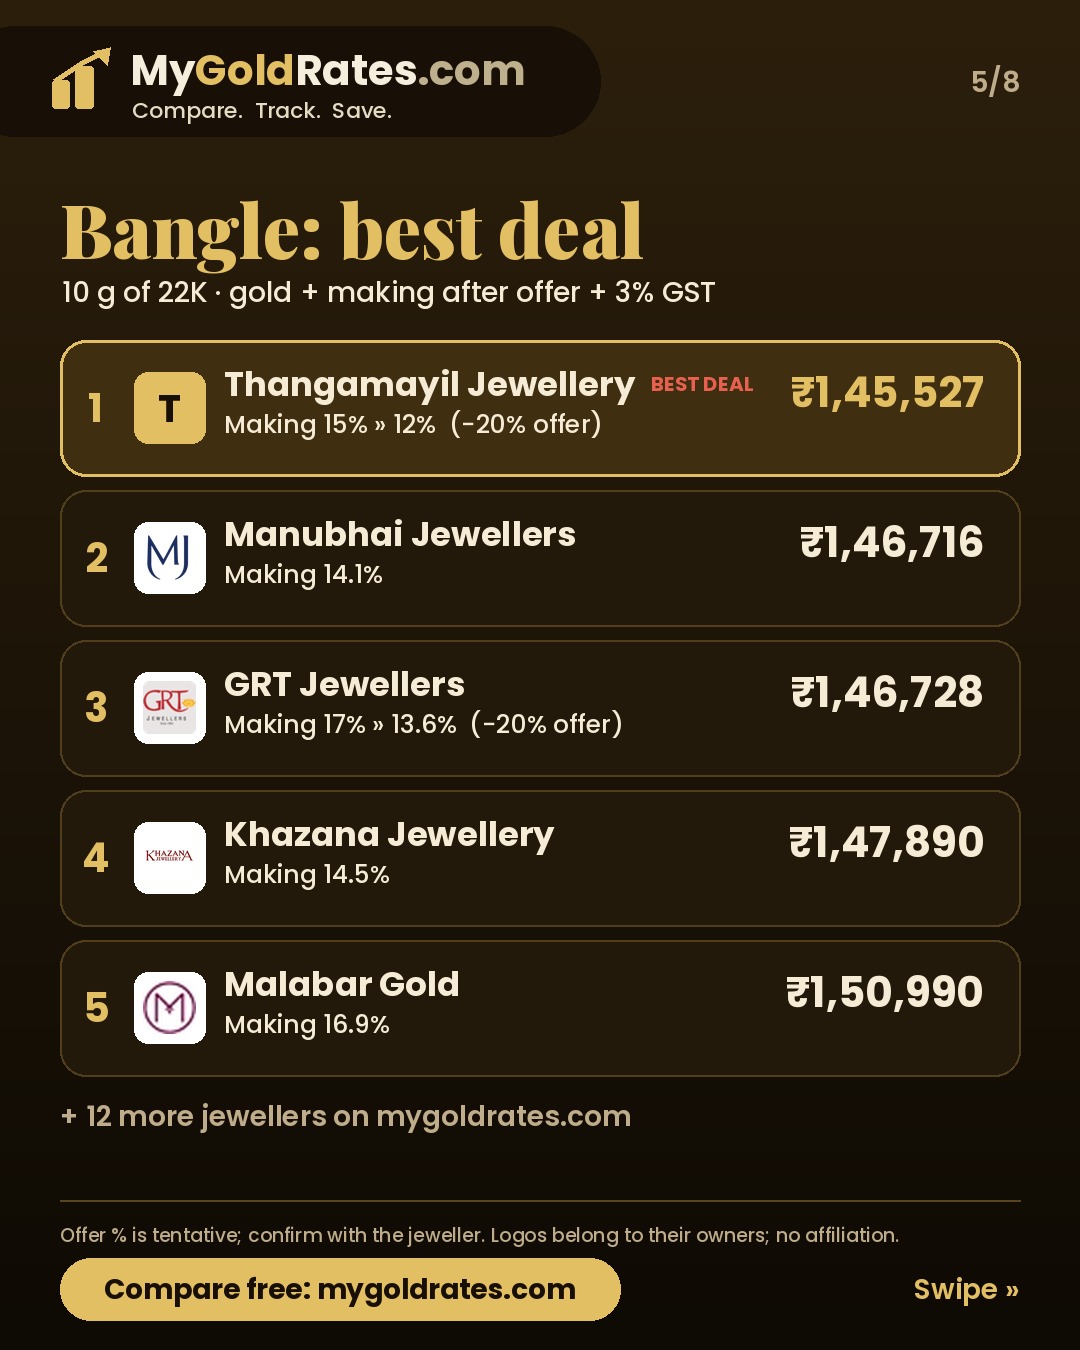 MyGoldRates.com
Compare. Track. Save.
5/8
Bangle: best deal
10 g of 22K · gold + making after offer + 3% GST
1
T
Thangamayil Jewellery BEST DEAL
₹1,45,527
Making 15% » 12% (-20% offer)
2
MJ
Manubhai Jewellers
₹1,46,716
Making 14.1%
3
GRT
JEWELLERS
GRT Jewellers
₹1,46,728
Making 17% » 13.6% (-20% offer)
4
KHAZANA
JEWELLERY
Khazana Jewellery
₹1,47,890
Making 14.5%
5
M
Malabar Gold
₹1,50,990
Making 16.9%
+ 12 more jewellers on mygoldrates.com
Offer % is tentative; confirm with the jeweller. Logos belong to their owners; no affiliation.
Compare free: mygoldrates.com
Swipe »